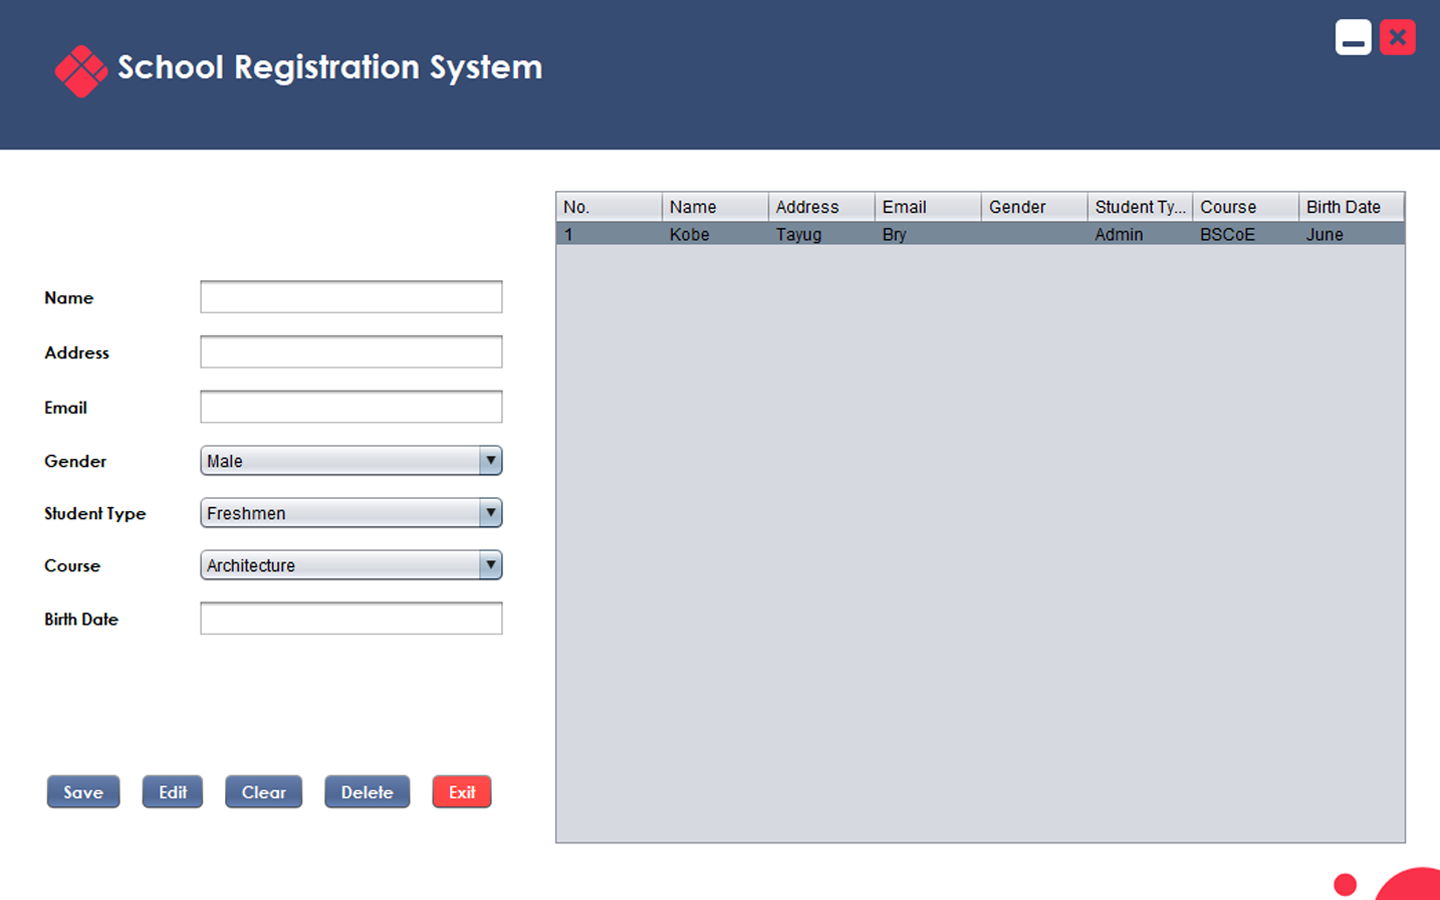 School Registration System
No. Name Address Email Gender Student Ty... Course Birth Date
1 Kobe Tayug Bry Admin BSCoE June
Name
Address
Email
Gender Male
Student Type Freshmen
Course Architecture
Birth Date
Save Edit Clear Delete Exit